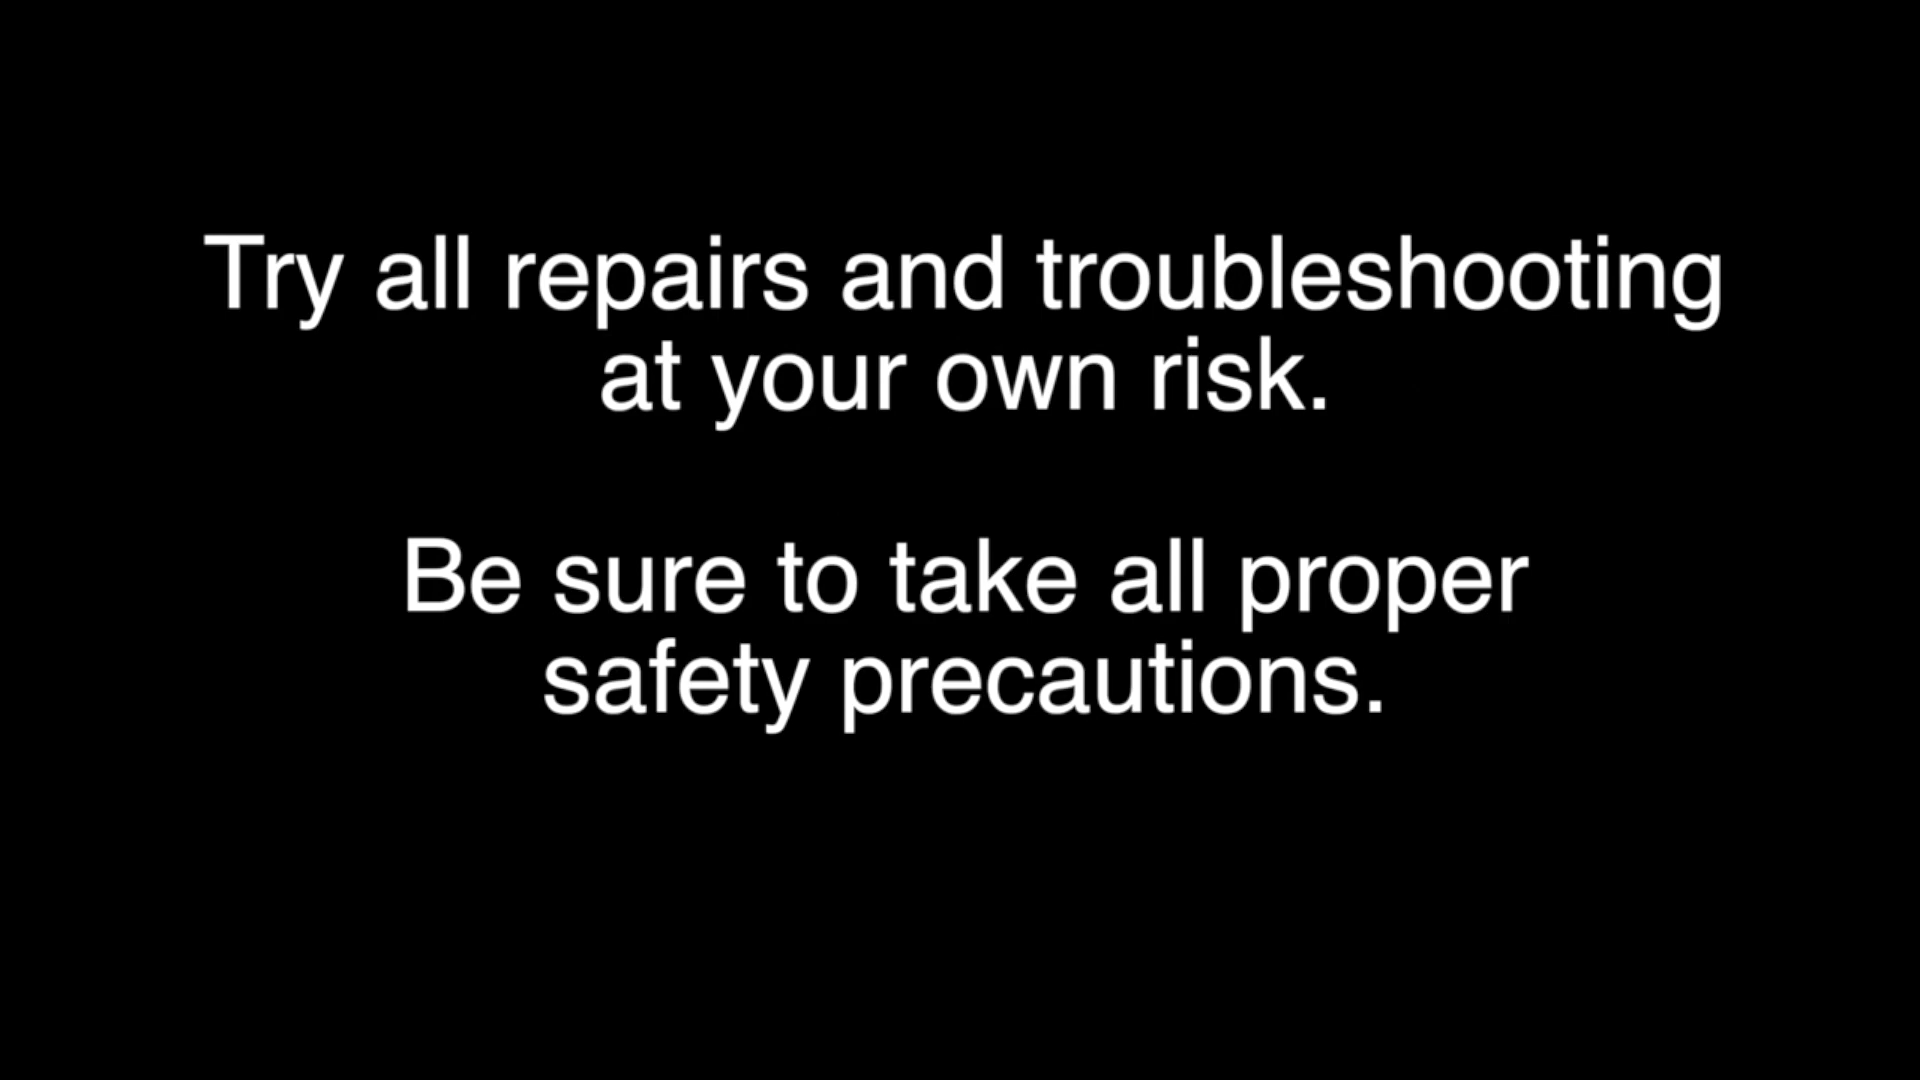 Try all repairs and troubleshooting
at your own risk.
Be sure to take all proper
safety precautions.